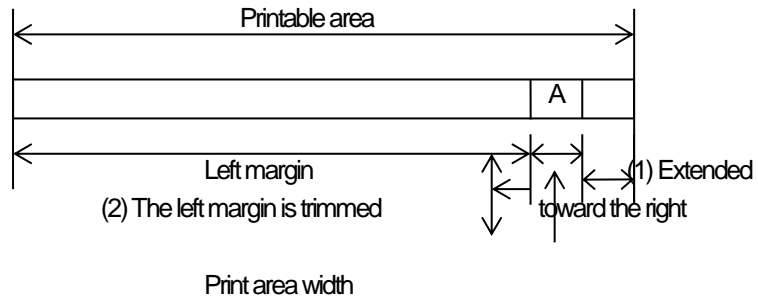 Printable area
A
Left margin
(1) Extended
(2) The left margin is trimmed
toward the right
Print area width